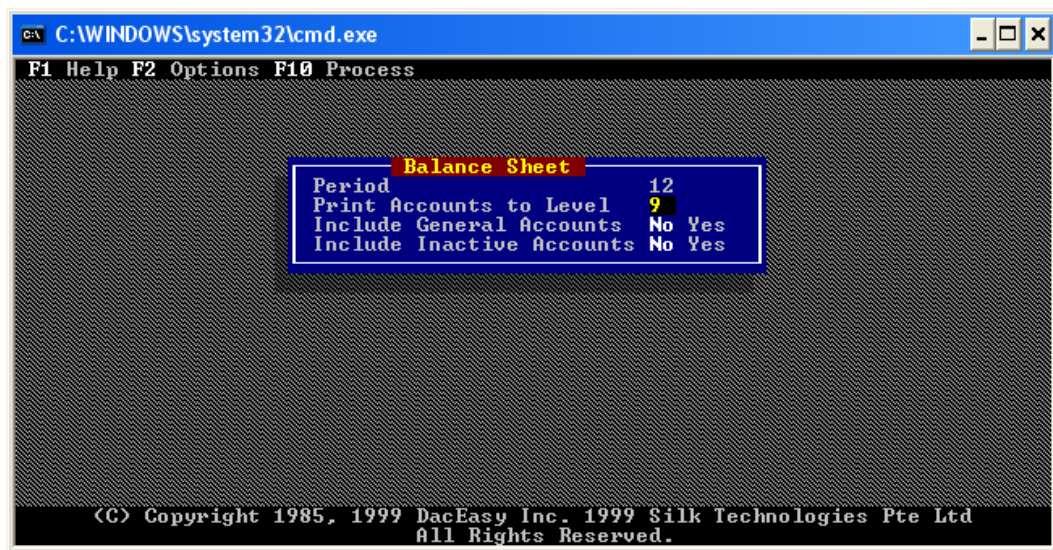 C:\WINDOWS\system32\cmd.exe
F1 Help F2 Options F10 Process
Balance Sheet
Period 12
Print Accounts to Level 9
Include General Accounts No Yes
Include Inactive Accounts No Yes
(C) Copyright 1985, 1999 DacEasy Inc. 1999 Silk Technologies Pte Ltd
All Rights Reserved.